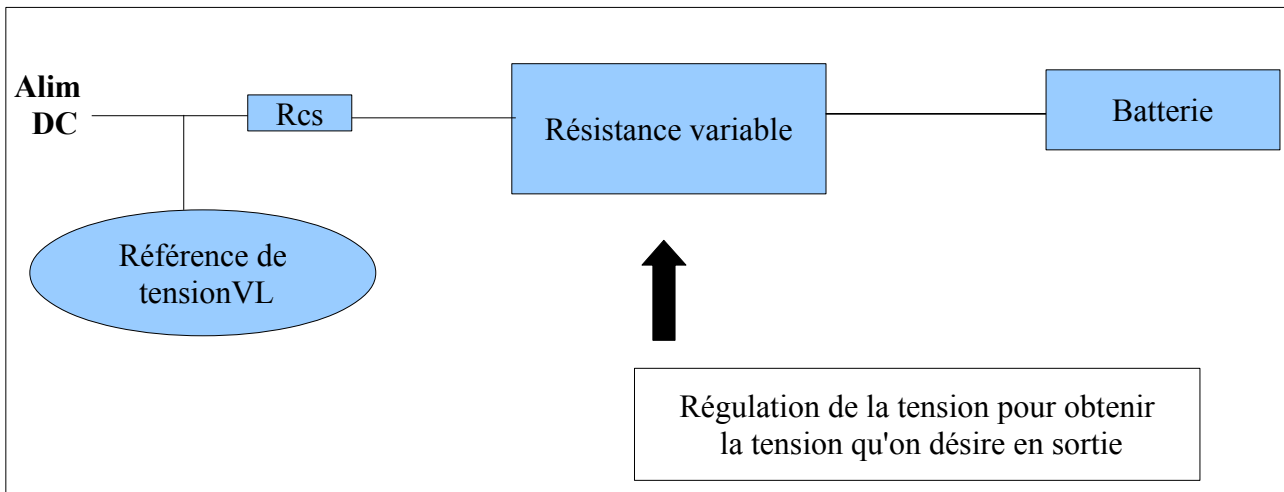 Alim
DC
Rcs
Résistance variable
Batterie
Référence de
tensionVL
Régulation de la tension pour obtenir
la tension qu'on désire en sortie